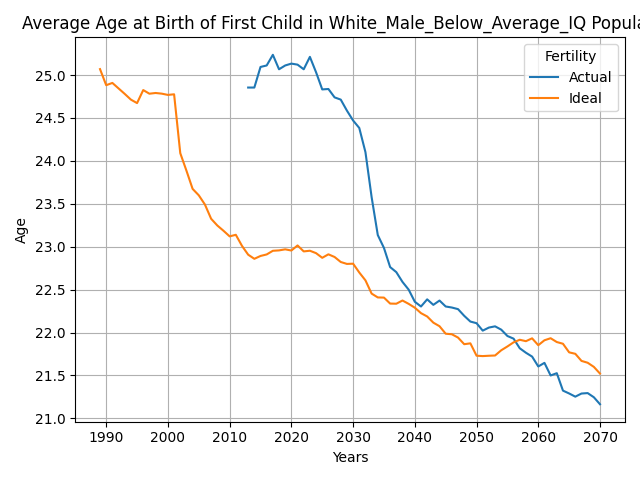 Average Age at Birth of First Child in White_Male_Below_Average_IQ Popula
Fertility
Actual
Ideal
Age
25.0
24.5
24.0
23.5
23.0
22.5
22.0
21.5
21.0
1990 2000 2010 2020 2030 2040 2050 2060 2070
Years